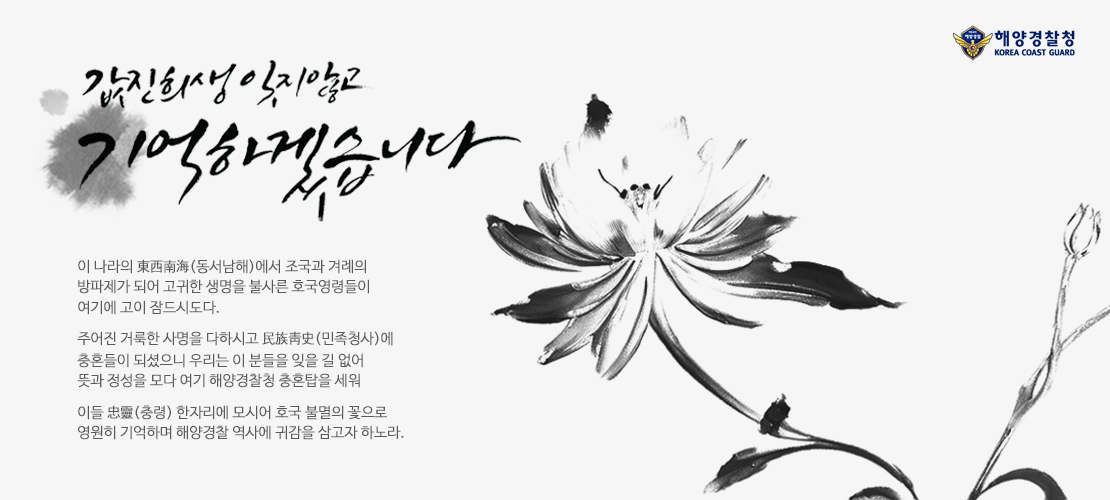 해양경찰청
KOREA COAST GUARD
값진희생 잊지않고
기억하겠습니다
이 나라의 東西南海(동서남해)에서 조국과 겨레의
방파제가 되어 고귀한 생명을 불사른 호국영령들이
여기에 고이 잠드시도다.
주어진 거룩한 사명을 다하시고 民族靑史(민족청사)에
충혼들이 되셨으니 우리는 이 분들을 잊을 길 없어
뜻과 정성을 모다 여기 해양경찰청 충혼탑을 세워
이들 忠靈(충령) 한자리에 모시어 호국 불멸의 꽃으로
영원히 기억하며 해양경찰 역사에 귀감을 삼고자 하노라.